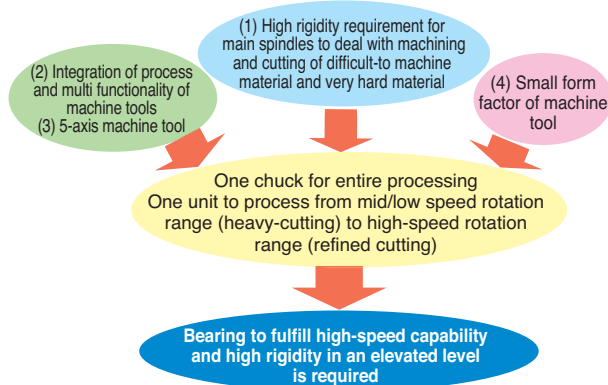 (1) High rigidity requirement for
main spindles to deal with machining
and cutting of difficult-to machine
material and very hard material
(2) Integration of process
and multi functionality of
machine tools
(3) 5-axis machine tool
(4) Small form
factor of machine
tool
One chuck for entire processing
One unit to process from mid/low speed rotation
range (heavy-cutting) to high-speed rotation
range (refined cutting)
Bearing to fulfill high-speed capability
and high rigidity in an elevated level
is required